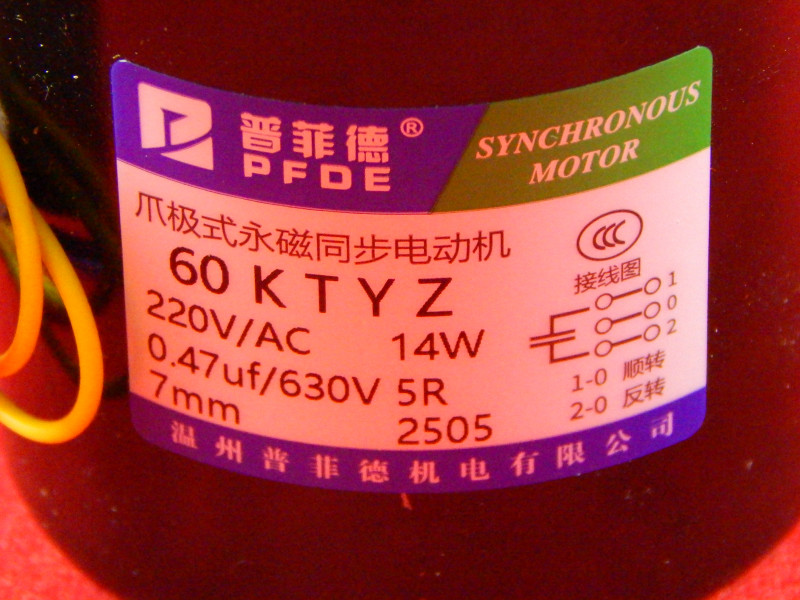 普菲德®
PFDE
SYNCHRONOUS
MOTOR
爪极式永磁同步电动机
60 KTYZ
220V/AC 14W
0.47uf/630V 5R
7mm 2505
CCC
接线图
1
0
2
1-0 顺转
2-0 反转
温州普菲德机电有限公司